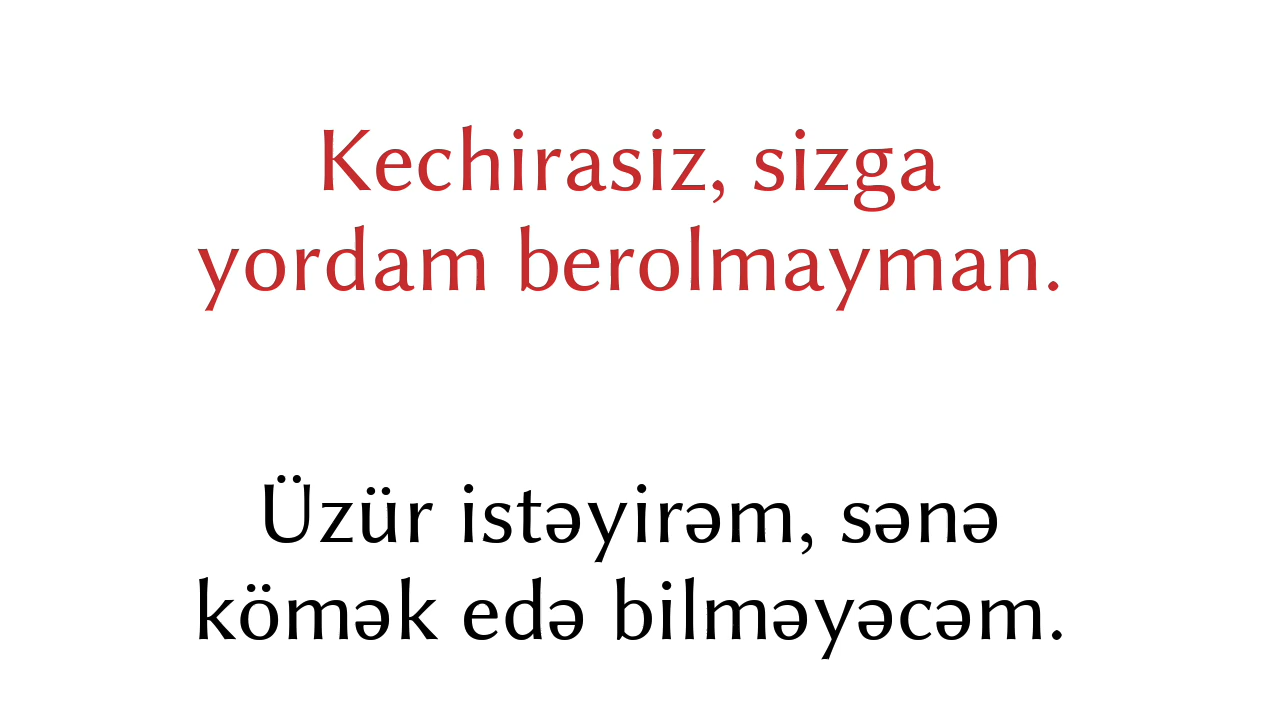 Kechirasiz, sizga
yordam berolmayman.
Üzür istəyirəm, sənə
kömək edə bilməyəcəm.